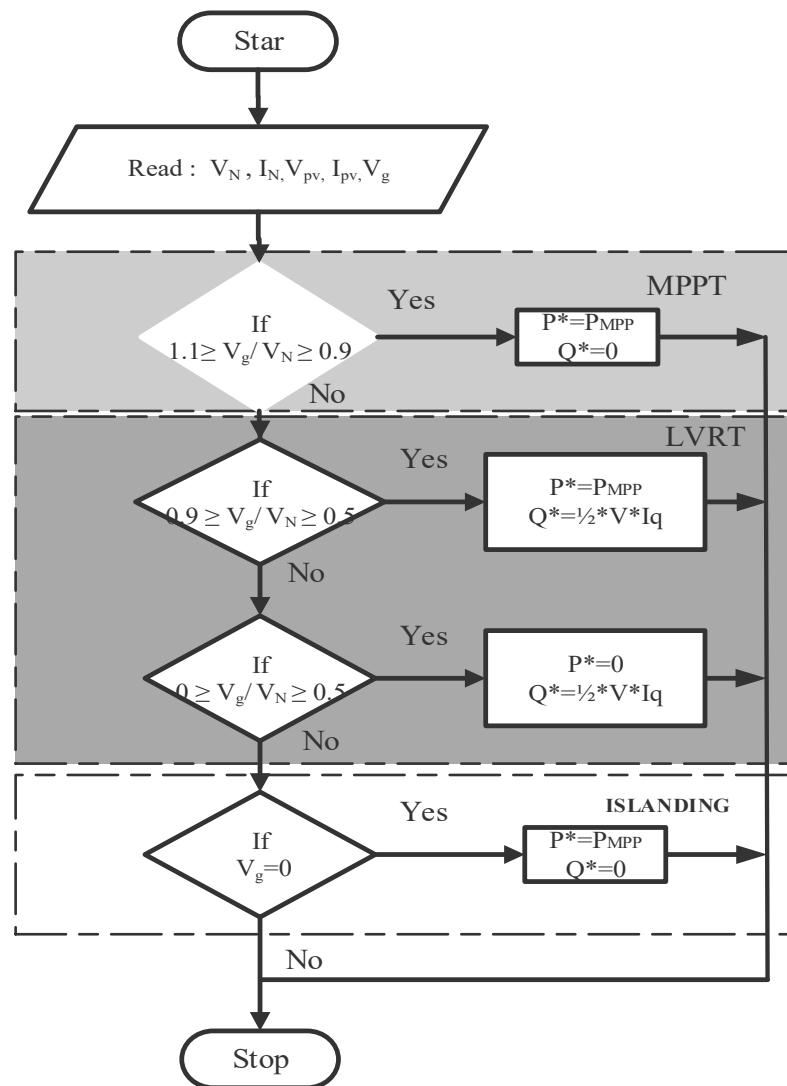 Star
Read : V_N , I_N, V_pv, I_pv, V_g
MPPT
Yes
If
1.1≥ V_g/ V_N ≥ 0.9
P*=P_MPP
Q*=0
No
LVRT
Yes
If
0.9 ≥ V_g/ V_N ≥ 0.5
P*=P_MPP
Q*=½*V*Iq
No
Yes
If
0 ≥ V_g/ V_N ≥ 0.5
P*=0
Q*=½*V*Iq
No
ISLANDING
Yes
If
V_g=0
P*=P_MPP
Q*=0
No
Stop